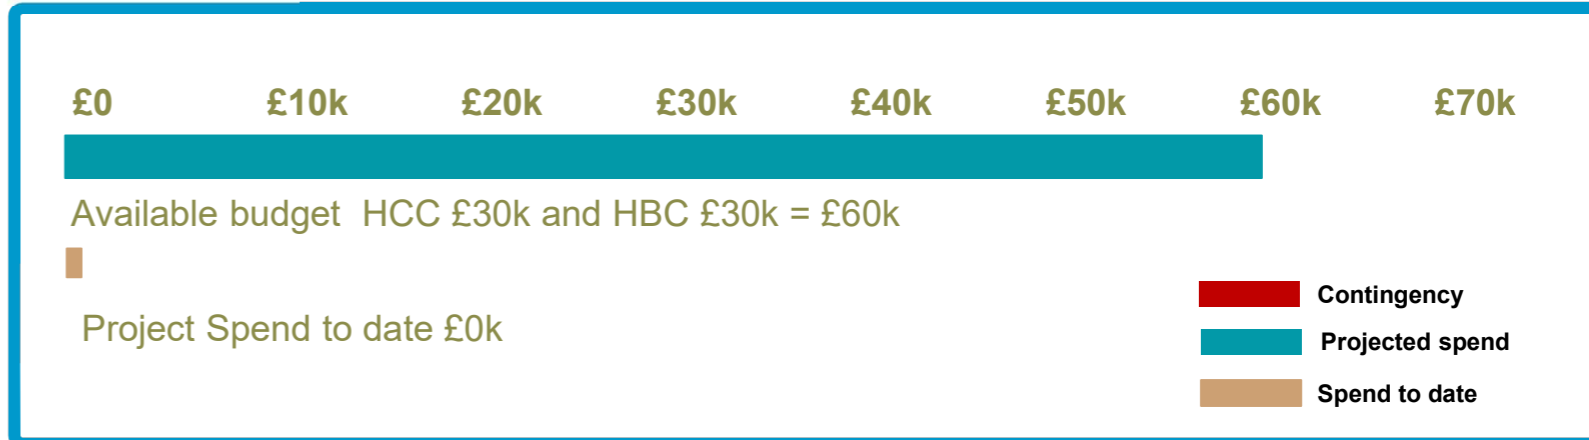 £0 £10k £20k £30k £40k £50k £60k £70k
Available budget  HCC £30k and HBC £30k = £60k
Project Spend to date £0k
Contingency
Projected spend
Spend to date